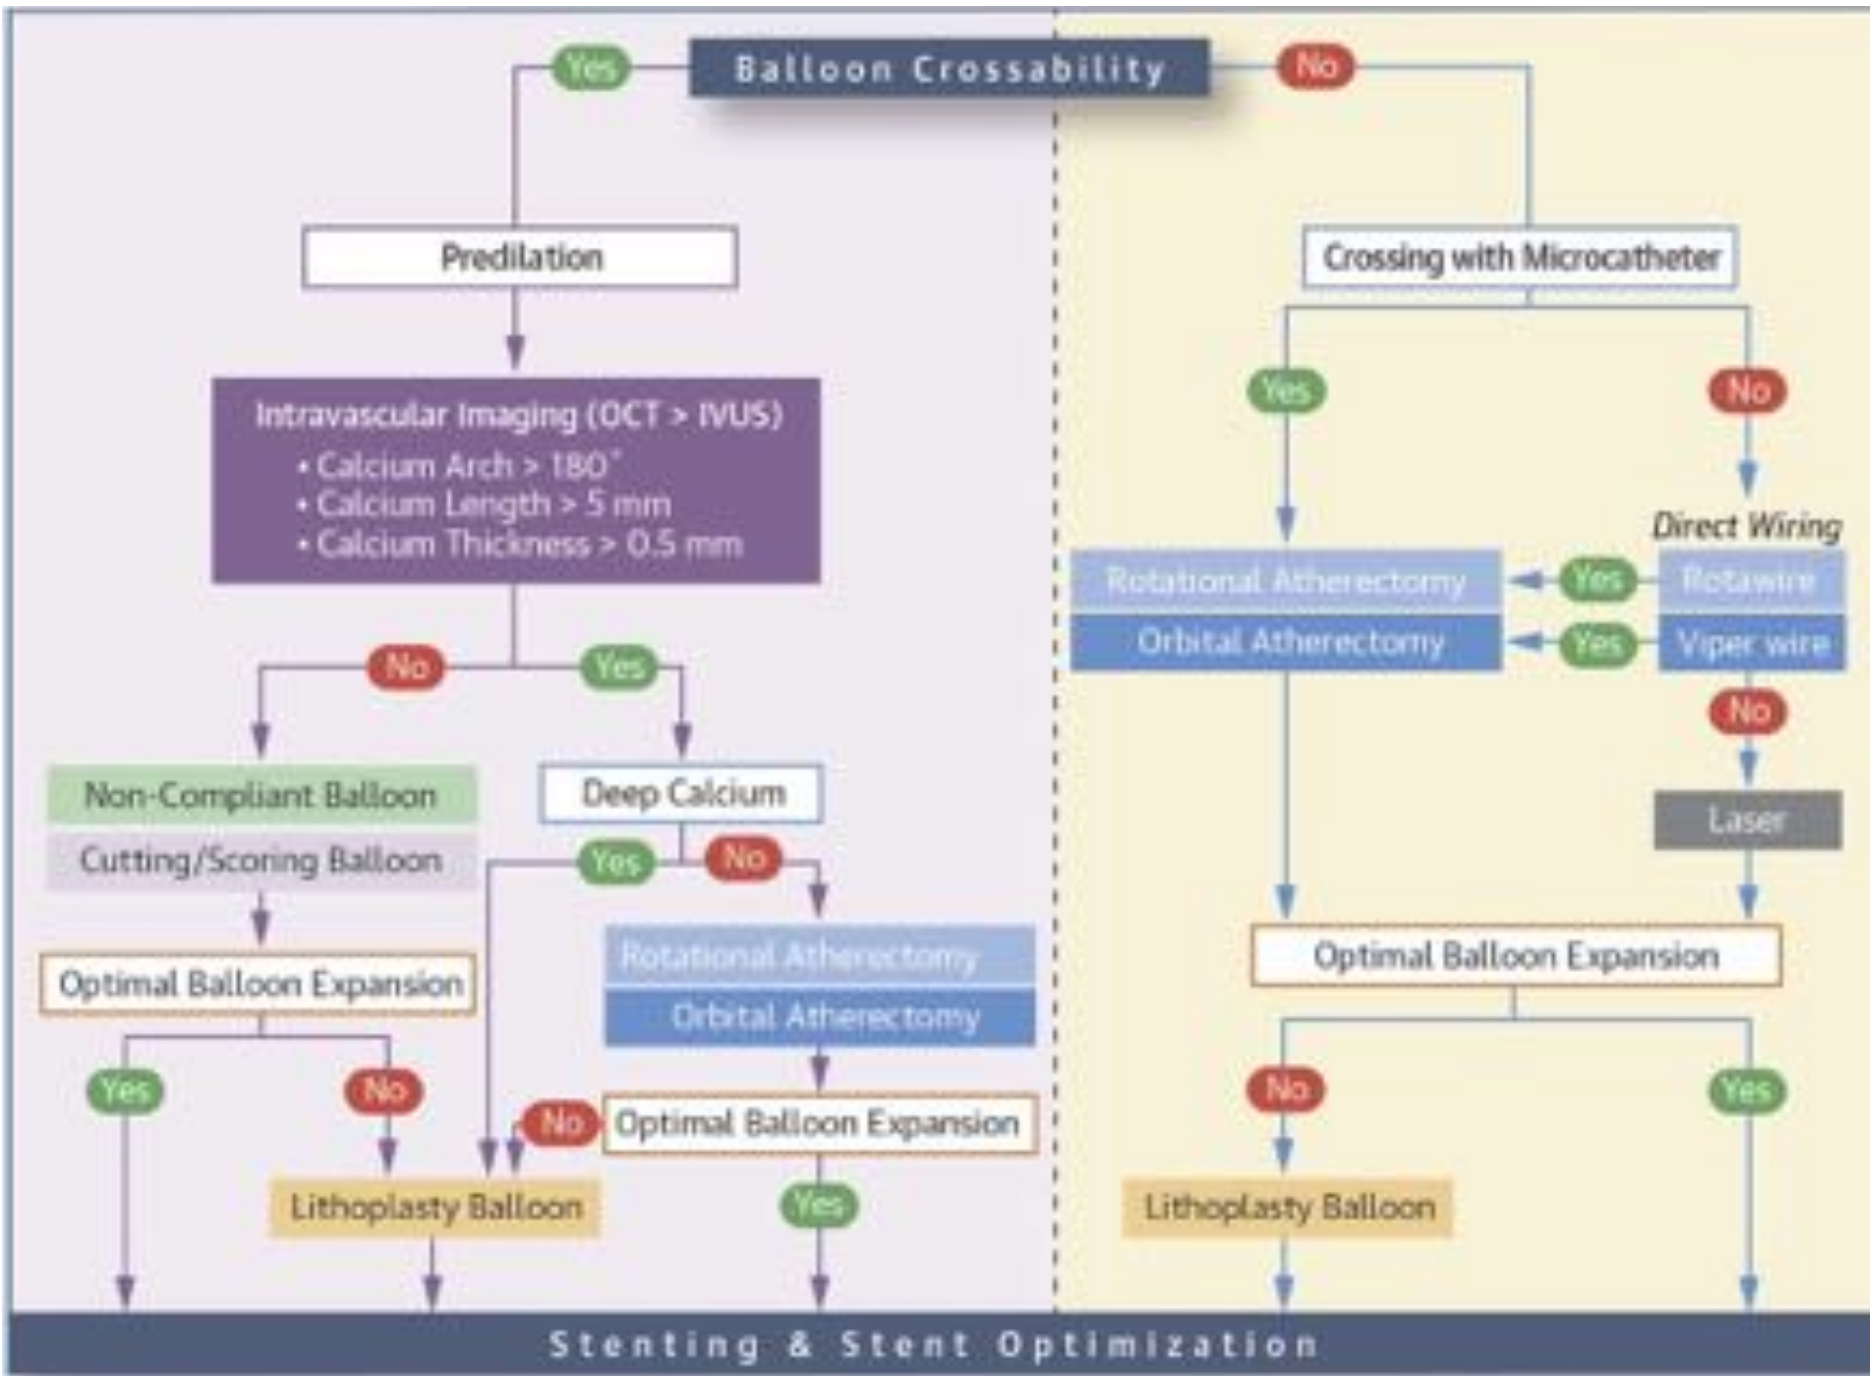 Yes
Balloon Crossability
No
Predilation
Crossing with Microcatheter
Intravascular Imaging (OCT > IVUS)
• Calcium Arch > 180°
• Calcium Length > 5 mm
• Calcium Thickness > 0.5 mm
Yes
No
Direct Wiring
Rotational Atherectomy
Yes
Rotawire
Orbital Atherectomy
Yes
Viper wire
No
Yes
No
Non-Compliant Balloon
Cutting/Scoring Balloon
Deep Calcium
Laser
Yes
No
Rotational Atherectomy
Orbital Atherectomy
Optimal Balloon Expansion
Optimal Balloon Expansion
Yes
No
No
Optimal Balloon Expansion
No
Yes
Lithoplasty Balloon
Yes
Lithoplasty Balloon
Stenting & Stent Optimization